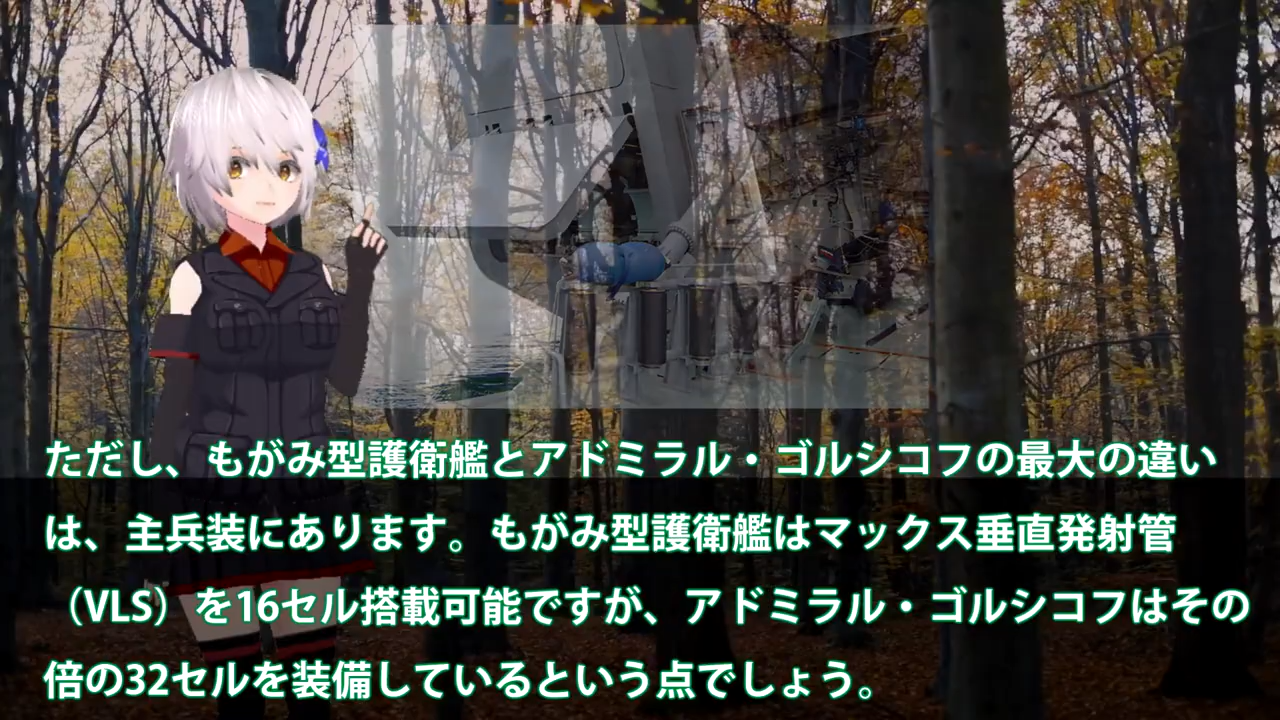 ただし、もがみ型護衛艦とアドミラル・ゴルシコフの最大の違い
は、主兵装にあります。もがみ型護衛艦はマックス垂直発射管
（VLS）を16セル搭載可能ですが、アドミラル・ゴルシコフはその
倍の32セルを装備しているという点でしょう。